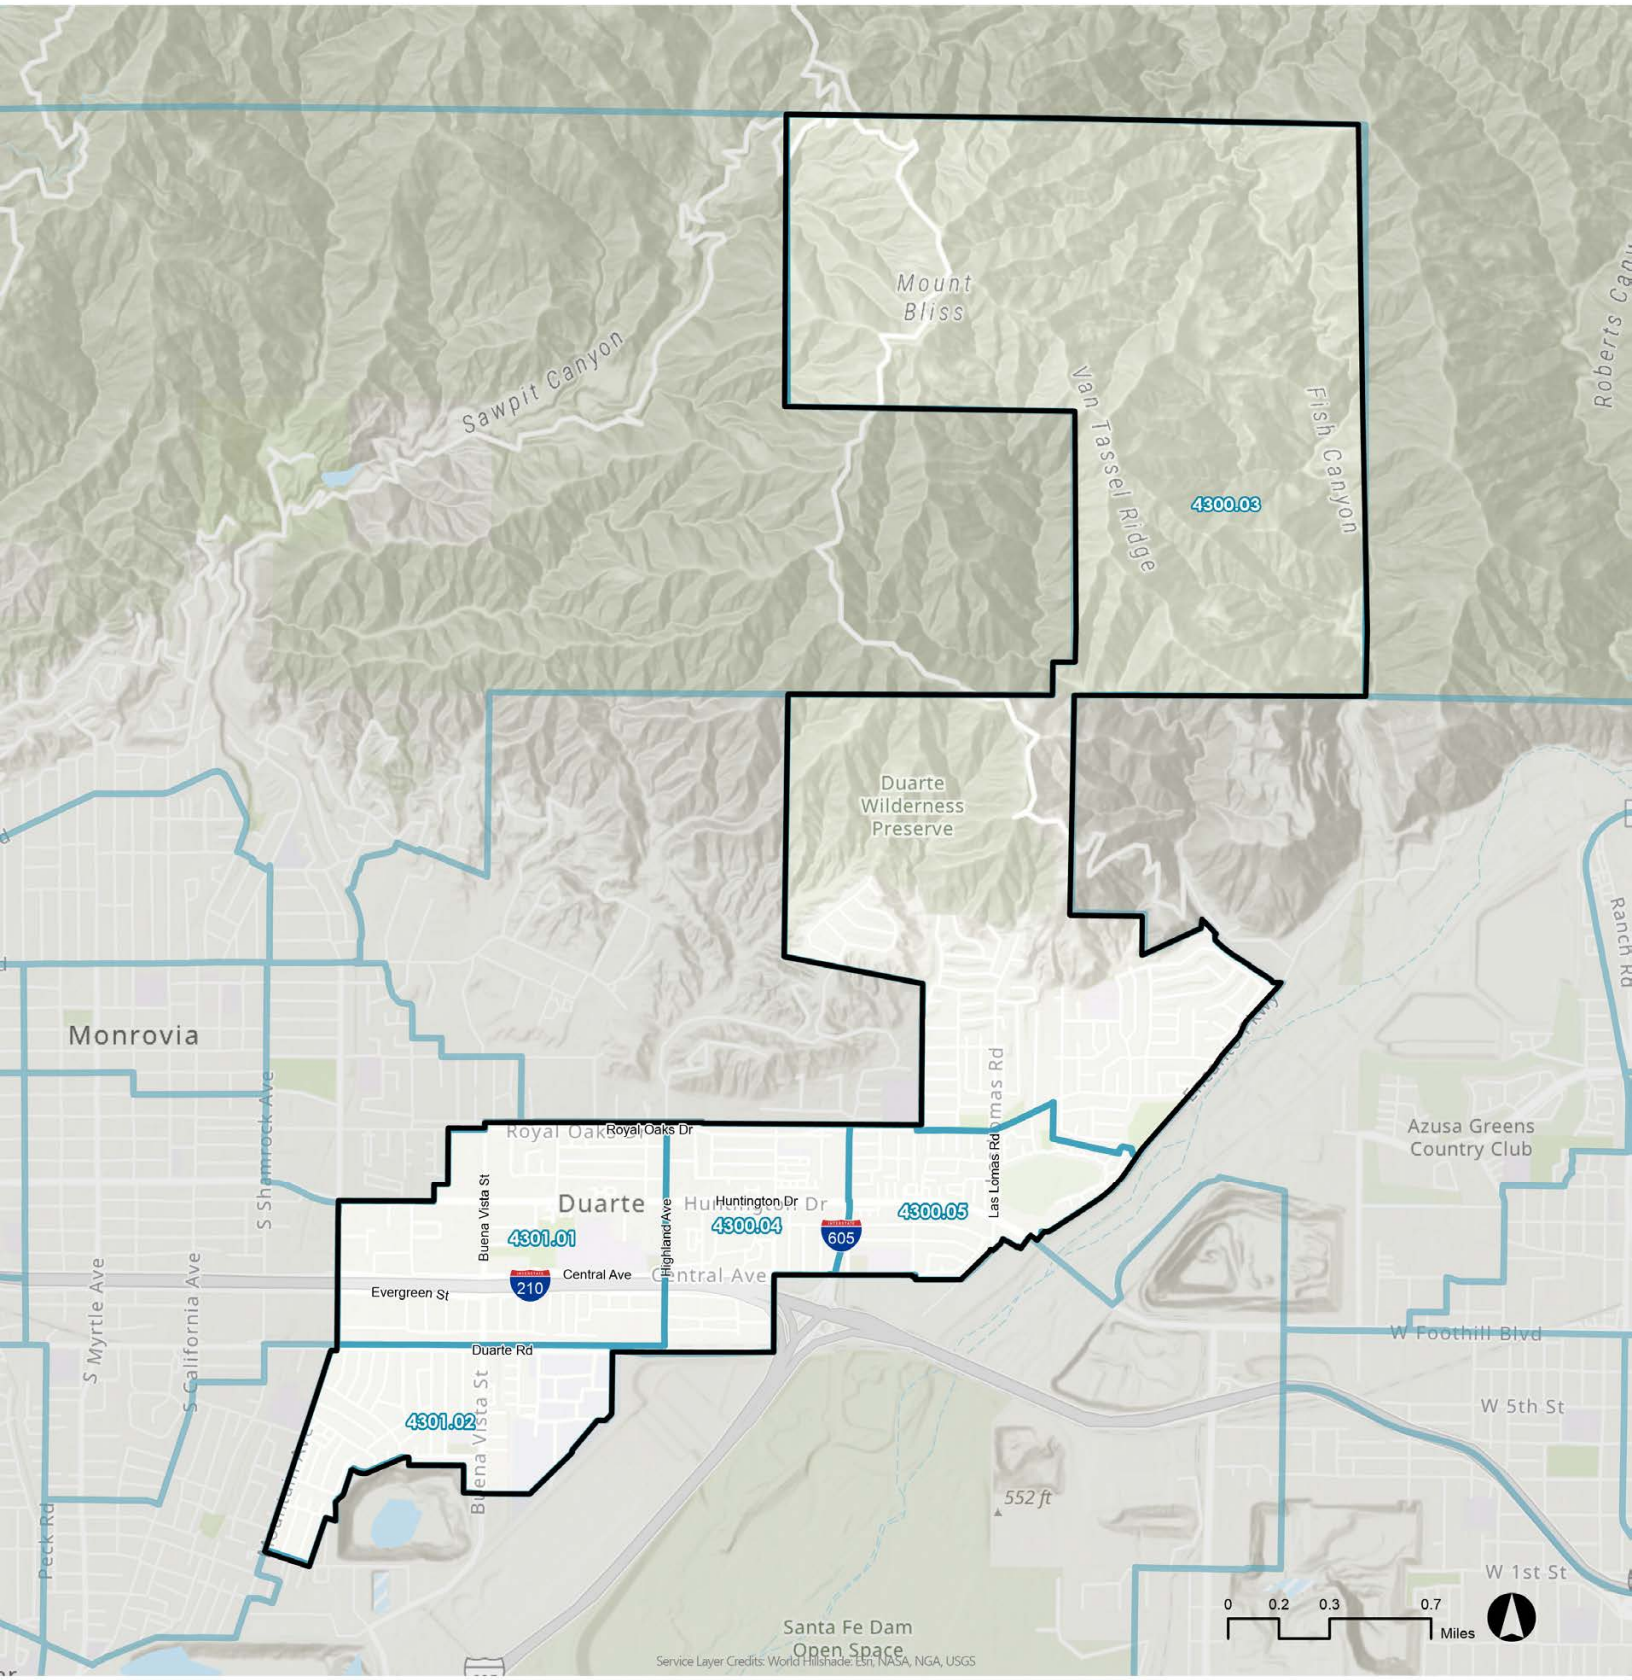 Mount
Bliss
Roberts
Sawpit Canyon
Van Tassel Ridge
Fish Canyon
4300.03
Duarte
Wilderness
Preserve
Ranch Rd
Monrovia
S Shamrock Ave
Las Lomas Rd
Royal Oaks Dr
Royal Oaks Dr
Azusa Greens
Country Club
Buena Vista St
Duarte
Highland Ave
Huntington Dr
Huntington Dr
4301.01
4300.04
4300.05
605
Central Ave
Central Ave
210
Evergreen St
S Myrtle Ave
S California Ave
W Foothill Blvd
Duarte Rd
4301.02
Buena Vista St
Mountain Ave
W 5th St
552 ft
Peck Rd
W 1st St
0 0.2 0.3 0.7
Miles
Santa Fe Dam
Open Space
Service Layer Credits: World Hillshade: Esri, NASA, NGA, USGS